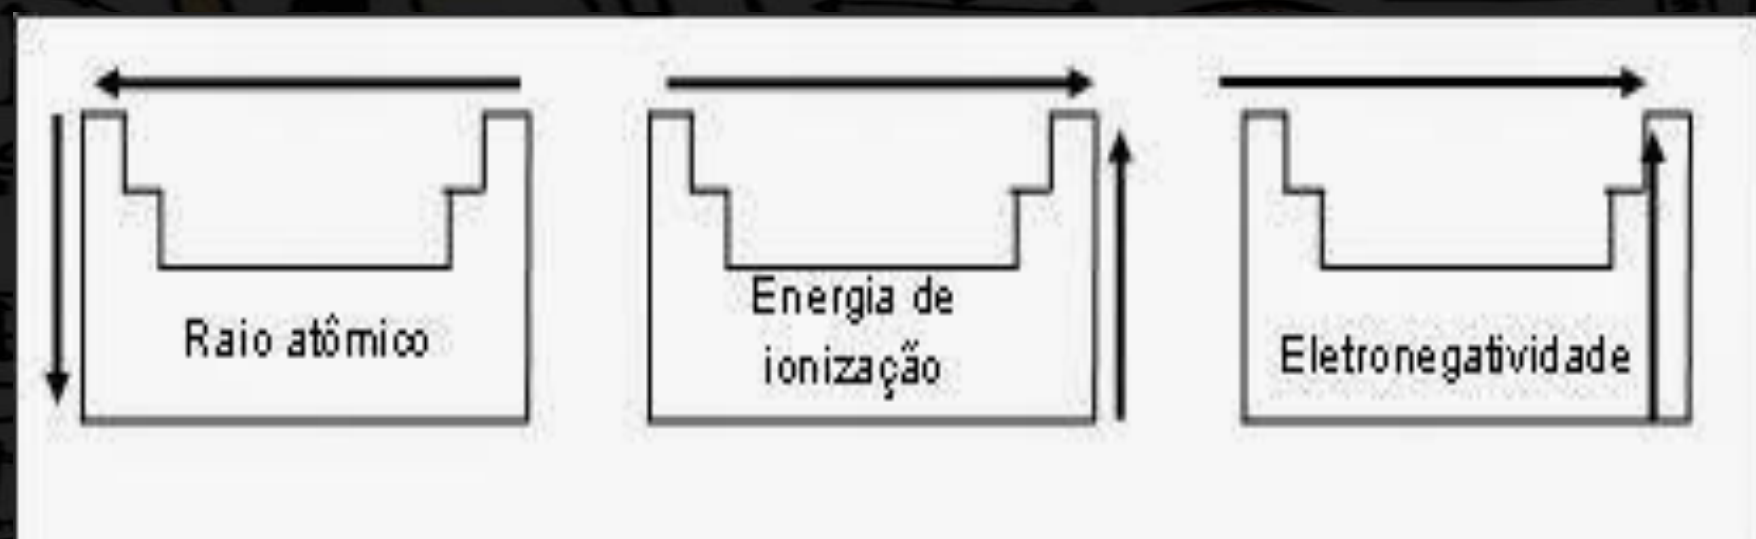 Raio atômico
Energia de
ionização
Eletronegatividade